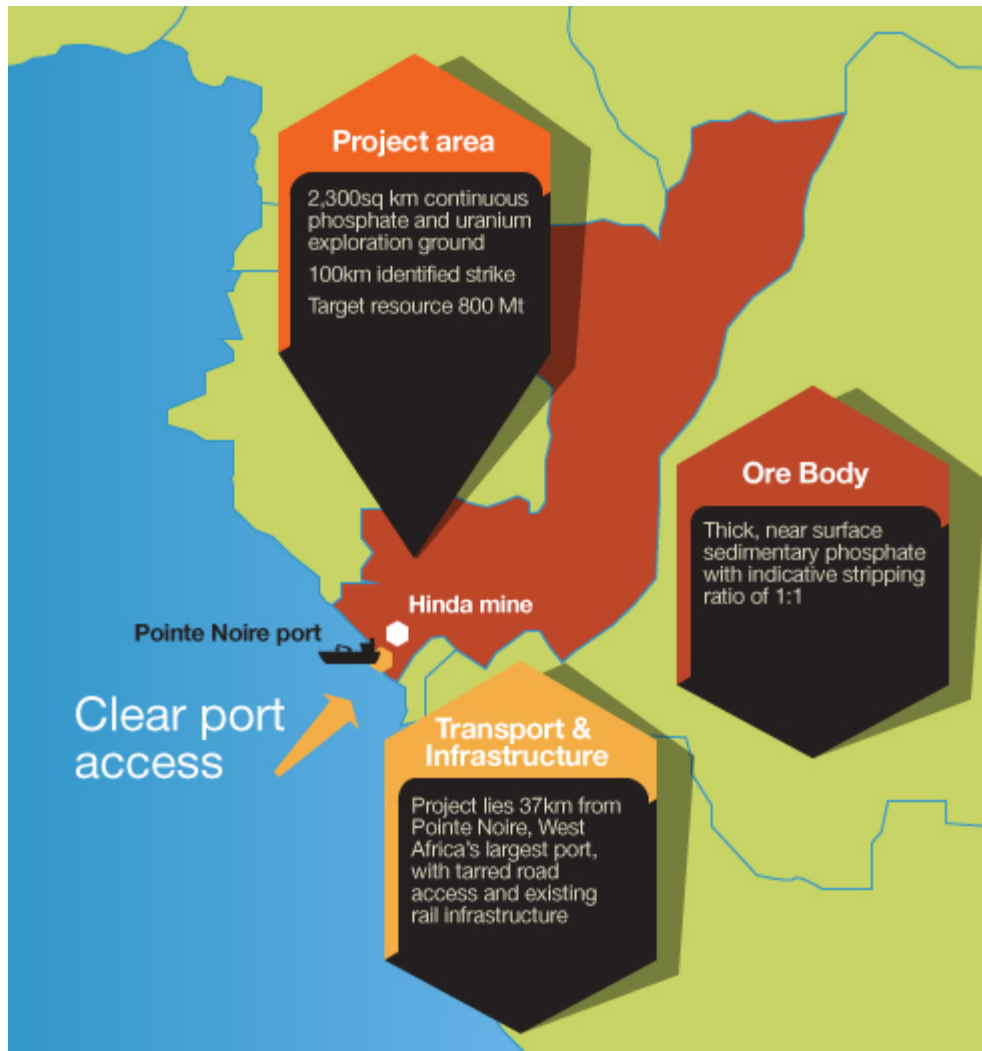 Project area
2,300sq km continuous
phosphate and uranium
exploration ground
100km identified strike
Target resource 800 Mt
Ore Body
Thick, near surface
sedimentary phosphate
with indicative stripping
ratio of 1:1
Hinda mine
Pointe Noire port
Clear port
access
Transport &
Infrastructure
Project lies 37km from
Pointe Noire, West
Africa's largest port,
with tarred road
access and existing
rail infrastructure